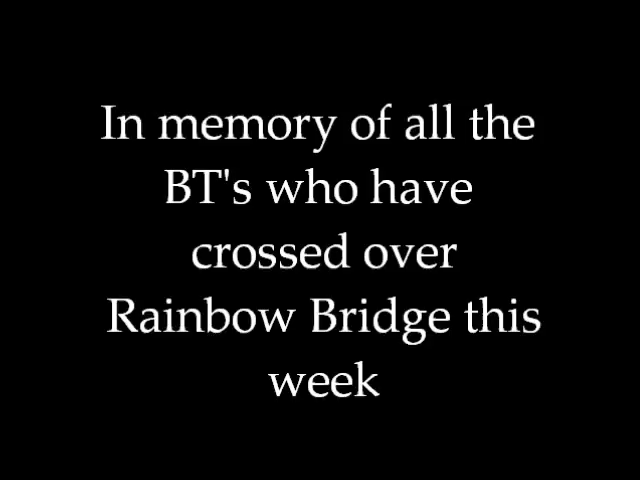 In memory of all the
BT's who have
crossed over
Rainbow Bridge this
week